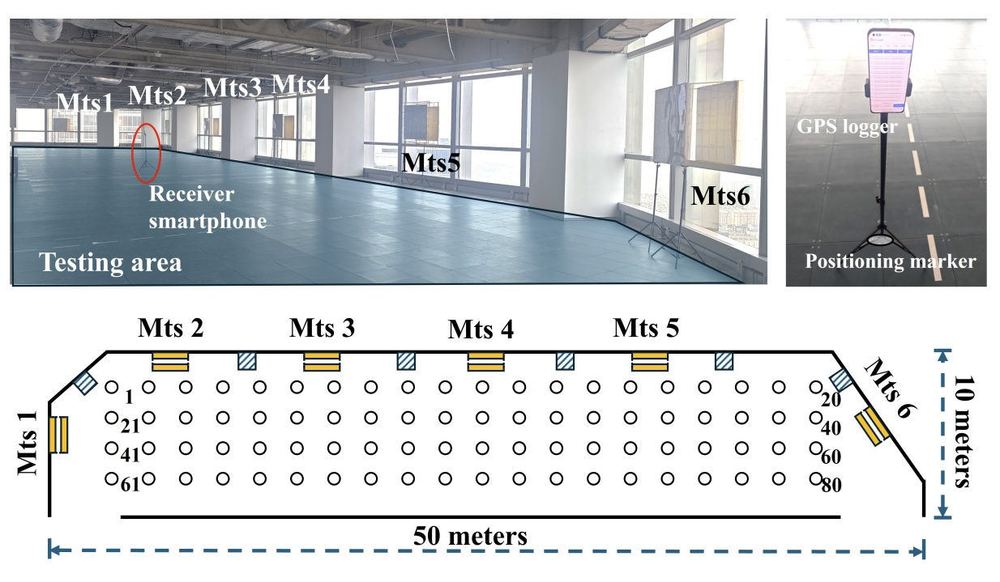 Mts1
Mts2
Mts3
Mts4
Mts5
Mts6
Receiver
smartphone
Testing area
GPS logger
Positioning marker
Mts 2
Mts 3
Mts 4
Mts 5
Mts 1
Mts 6
1
20
21
40
41
60
61
80
10 meters
50 meters